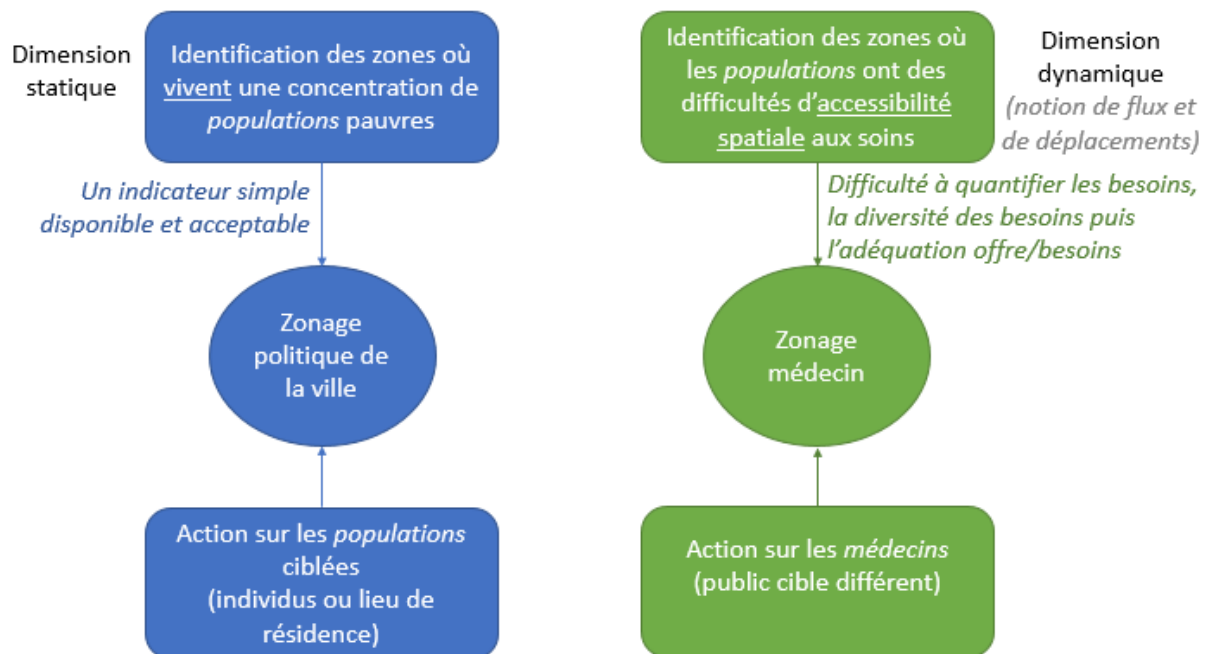 Dimension
statique
Identification des zones où
vivent une concentration de
populations pauvres
Un indicateur simple
disponible et acceptable
Zonage
politique de
la ville
Action sur les populations
ciblées
(individus ou lieu de
résidence)
Identification des zones où
les populations ont des
difficultés d’accessibilité
spatiale aux soins
Dimension
dynamique
(notion de flux et
de déplacements)
Difficulté à quantifier les besoins,
la diversité des besoins puis
l’adéquation offre/besoins
Zonage
médecin
Action sur les médecins
(public cible différent)